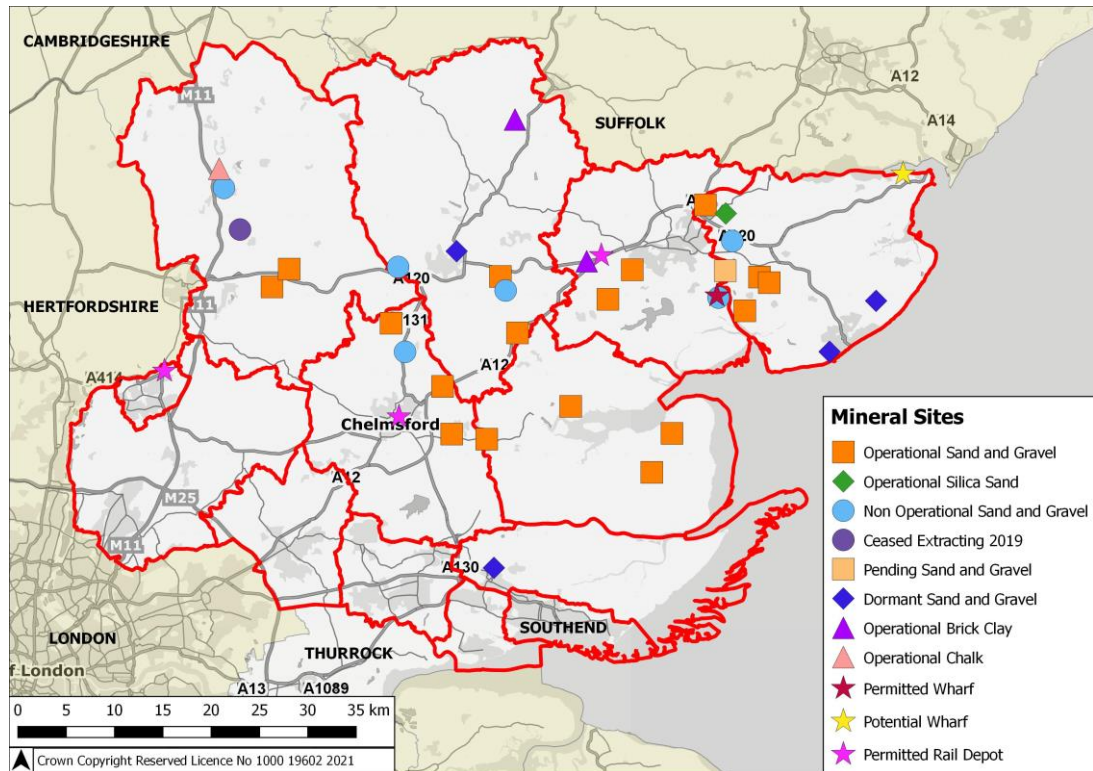 CAMBRIDGESHIRE
A12
M11
A14
SUFFOLK
A120
HERTFORDSHIRE
A120
11
131
A12
A414
Chelmsford
A12
M25
M11
A130
SOUTHEND
LONDON
THURROCK
f London
A13
A1089
0 5 10 15 20 25 30 35 km
Crown Copyright Reserved Licence No 1000 19602 2021
Mineral Sites
Operational Sand and Gravel
Operational Silica Sand
Non Operational Sand and Gravel
Ceased Extracting 2019
Pending Sand and Gravel
Dormant Sand and Gravel
Operational Brick Clay
Operational Chalk
Permitted Wharf
Potential Wharf
Permitted Rail Depot